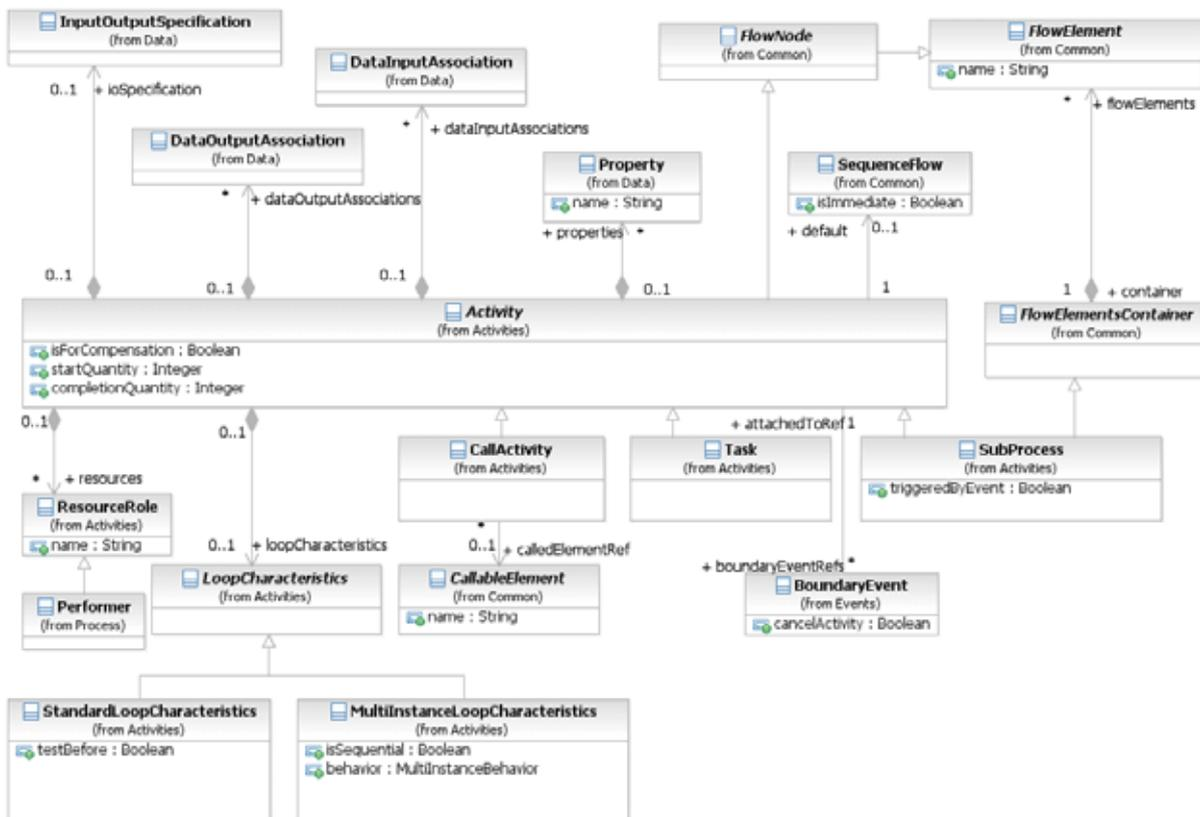 InputOutputSpecification
(from Data)
0..1 + ioSpecification
DataInputAssociation
(from Data)
* + dataInputAssociations
DataOutputAssociation
(from Data)
* + dataOutputAssociations
FlowNode
(from Common)
FlowElement
(from Common)
name : String
* + flowElements
Property
(from Data)
name : String
+ properties *
SequenceFlow
(from Common)
isImmediate : Boolean
+ default 0..1
0..1
0..1
0..1
0..1
1
1 + container
Activity
(from Activities)
isForCompensation : Boolean
startQuantity : Integer
completionQuantity : Integer
FlowElementsContainer
(from Common)
0..1
0..1
+ attachedToRef 1
* + resources
ResourceRole
(from Activities)
name : String
Performer
(from Process)
0..1 + loopCharacteristics
LoopCharacteristics
(from Activities)
CallActivity
(from Activities)
*
0..1 + calledElementRef
CallableElement
(from Common)
name : String
Task
(from Activities)
SubProcess
(from Activities)
triggeredByEvent : Boolean
+ boundaryEventRefs *
BoundaryEvent
(from Events)
cancelActivity : Boolean
StandardLoopCharacteristics
(from Activities)
testBefore : Boolean
MultiInstanceLoopCharacteristics
(from Activities)
isSequential : Boolean
behavior : MultiInstanceBehavior